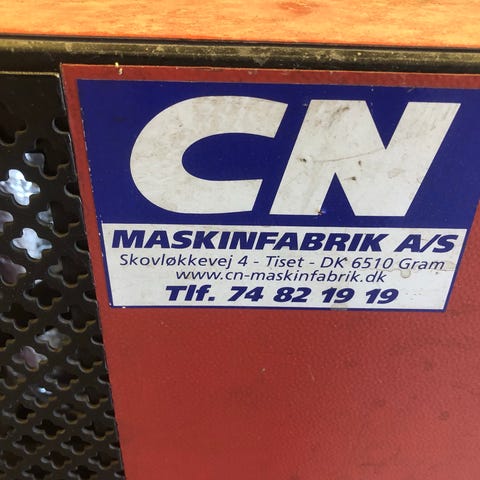 CN
MASKINFABRIK A/S
Skovløkkevej 4 - Tiset - DK 6510 Gram
www.cn-maskinfabrik.dk
Tlf. 74 82 19 19